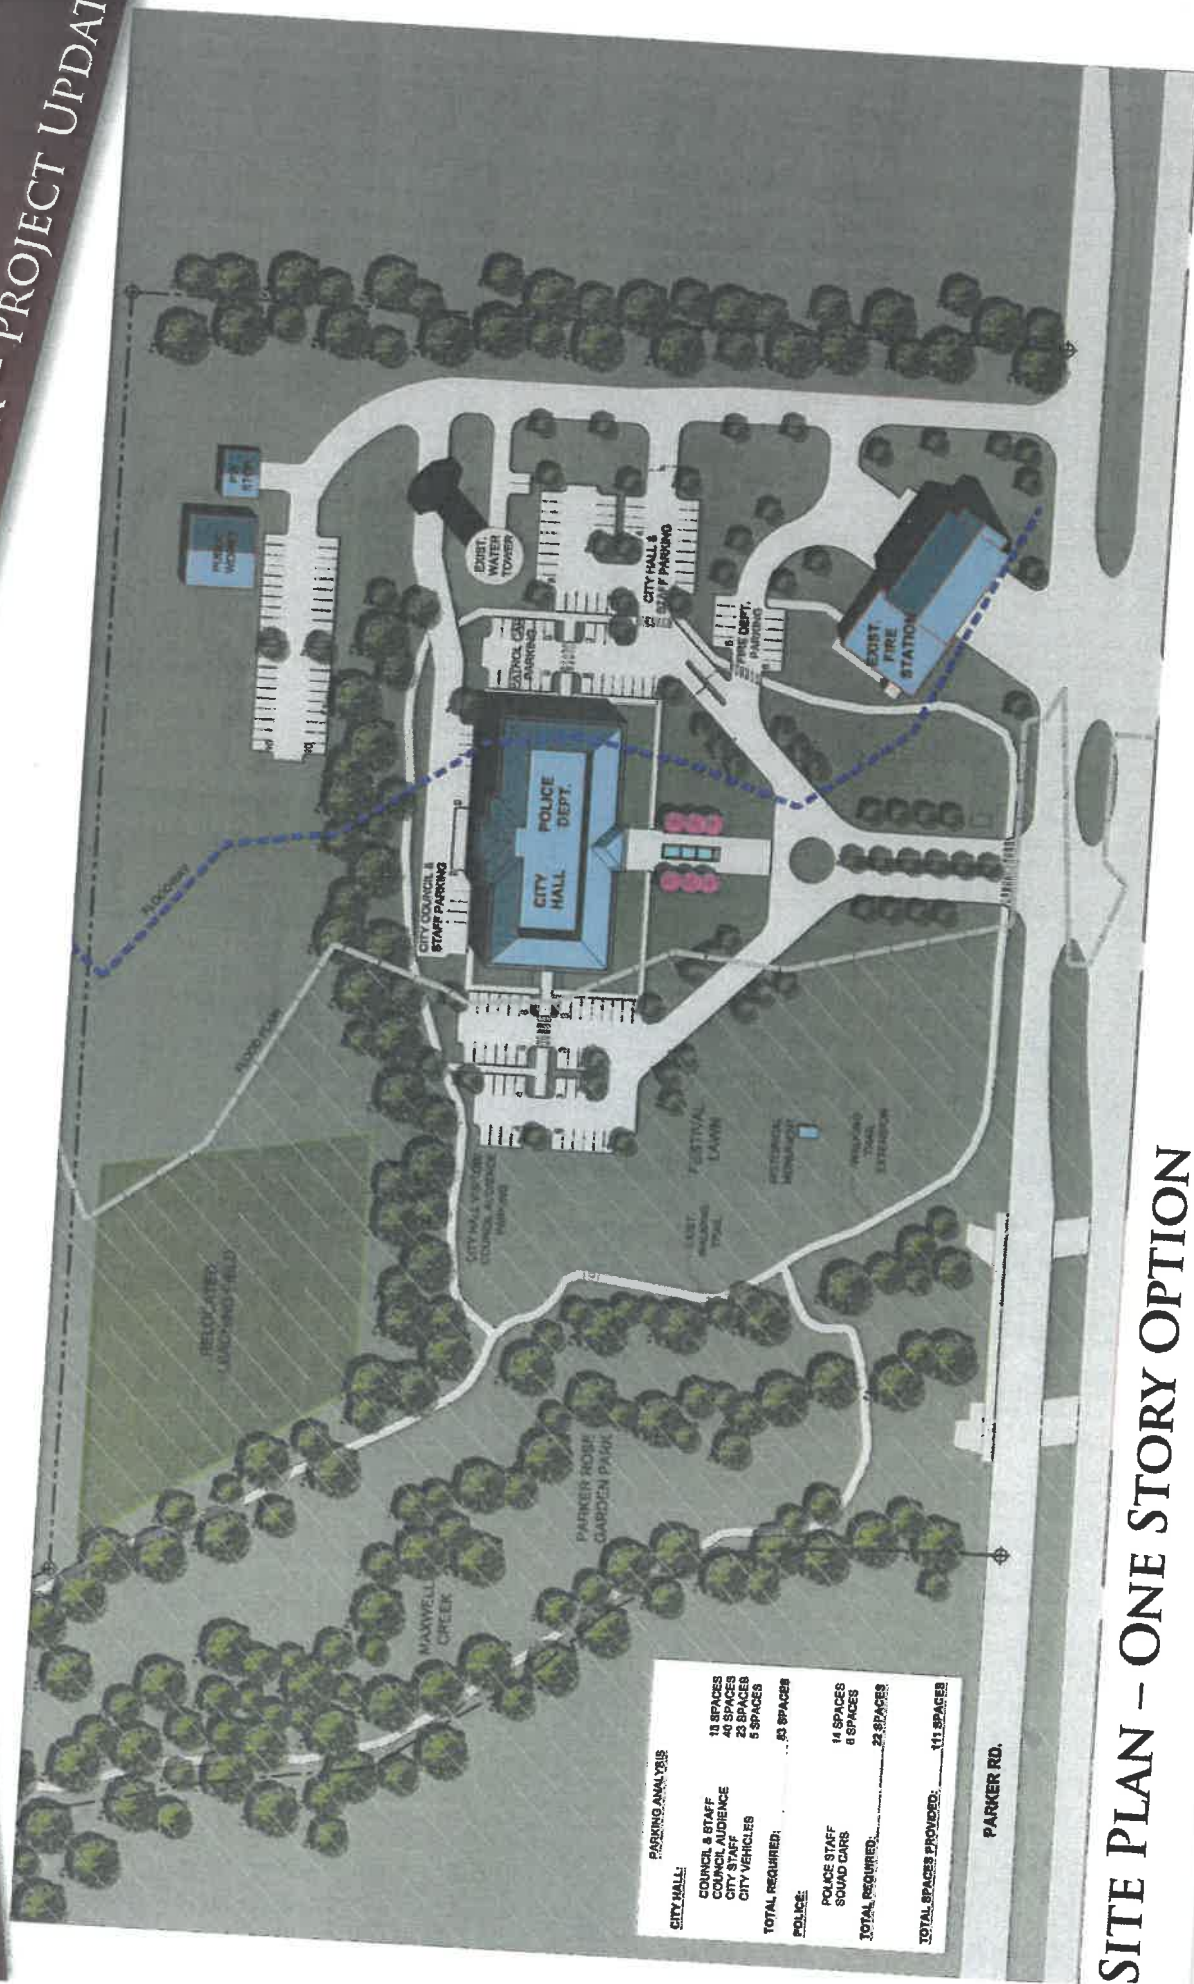 PROJECT UPDAT
FLOODWAY
FLOOD PLAIN
RELOCATED
PUBLIC
WORKS
EXIST.
WATER
TOWER
CITY COUNCIL &
STAFF PARKING
PARKING
CITY HALL &
STAFF PARKING
FIRE DEPT.
PARKING
CITY
HALL
POLICE
DEPT.
EXIST.
FIRE
STATION
COUNCIL AUDIENCE
PARKING
FESTIVAL
LAWN
HISTORICAL
MONUMENT
EXIST.
WALKING
TRAIL
WALKING
TRAIL
EXTENSION
MAXWELL
CREEK
PARKER ROSE
GARDEN PARK
PARKING ANALYSIS
CITY HALL:
COUNCIL & STAFF 15 SPACES
COUNCIL AUDIENCE 40 SPACES
CITY STAFF 23 SPACES
CITY VEHICLES 5 SPACES
TOTAL REQUIRED: 83 SPACES
POLICE:
POLICE STAFF 14 SPACES
SQUAD CARS 8 SPACES
TOTAL REQUIRED: 22 SPACES
TOTAL SPACES PROVIDED: 111 SPACES
PARKER RD.
SITE PLAN – ONE STORY OPTION